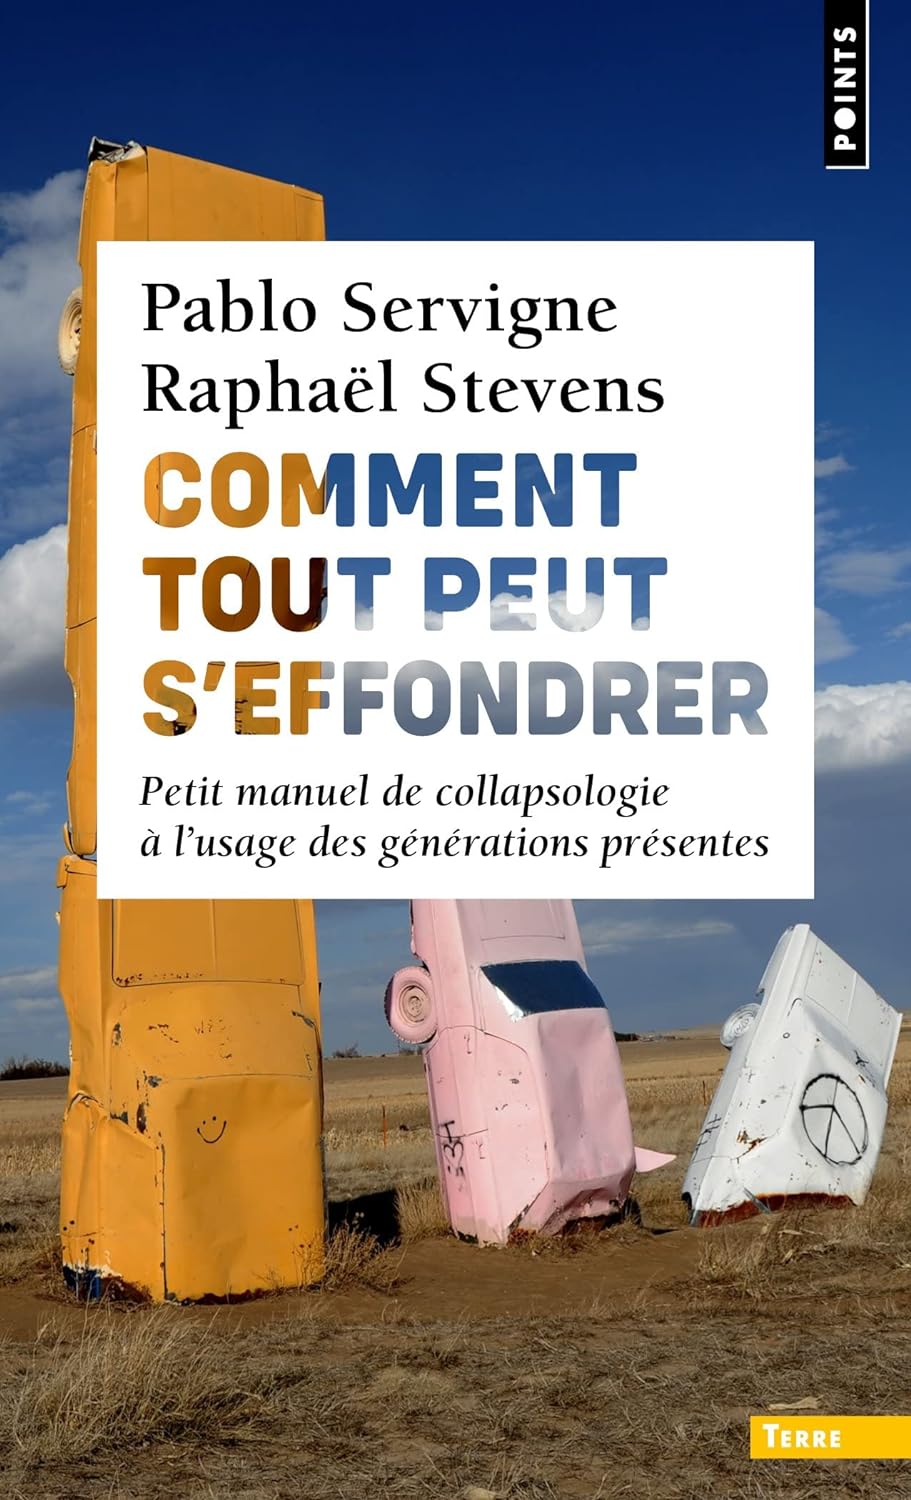 POINTS
Pablo Servigne
Raphaël Stevens
COMMENT
TOUT PEUT
S'EFFONDRER
Petit manuel de collapsologie
à l'usage des générations présentes
TERRE